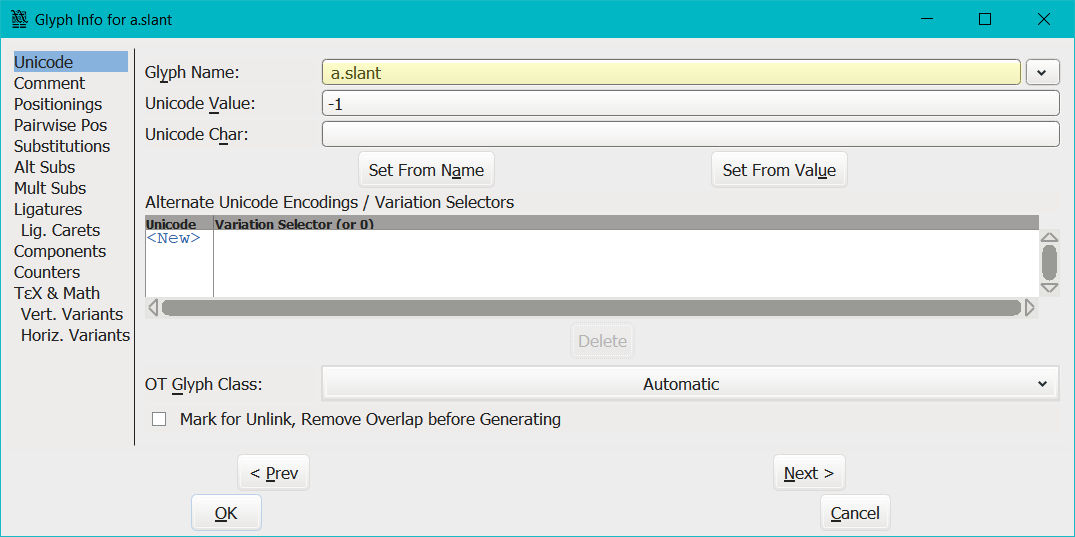 Glyph Info for a.slant
Unicode
Comment
Positionings
Pairwise Pos
Substitutions
Alt Subs
Mult Subs
Ligatures
Lig. Carets
Components
Counters
TεX & Math
Vert. Variants
Horiz. Variants
Glyph Name: a.slant
Unicode Value: -1
Unicode Char:
Set From Name Set From Value
Alternate Unicode Encodings / Variation Selectors
Unicode Variation Selector (or 0)
<New>
Delete
OT Glyph Class: Automatic
Mark for Unlink, Remove Overlap before Generating
< Prev Next >
OK Cancel